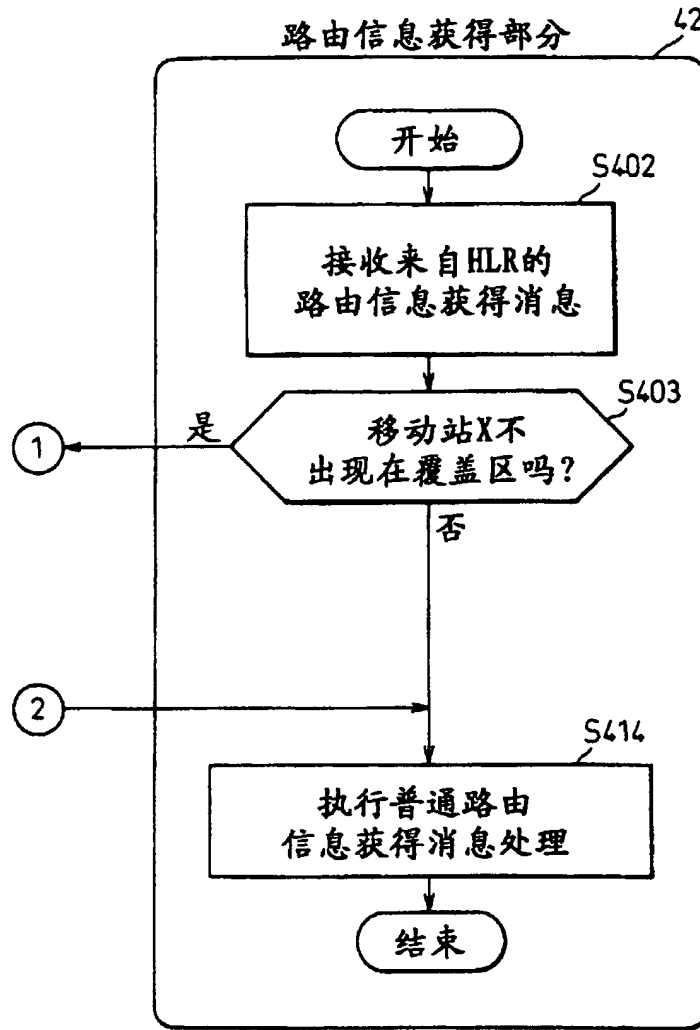 路由信息获得部分
42
开始
S402
接收来自HLR的
路由信息获得消息
S403
移动站X不
出现在覆盖区吗?
是
1
否
2
S414
执行普通路由
信息获得消息处理
结束